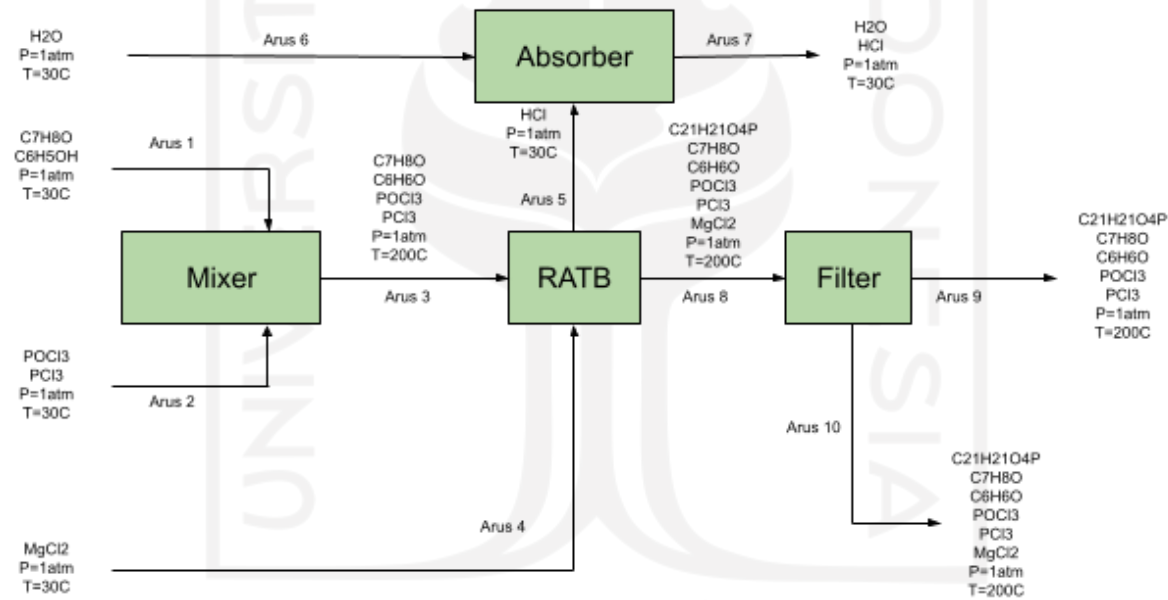 H2O
P=1atm
T=30C
Arus 6
Absorber
Arus 7
H2O
HCl
P=1atm
T=30C
C7H8O
C6H5OH
P=1atm
T=30C
Arus 1
HCl
P=1atm
T=30C
Arus 5
C7H8O
C6H6O
POCl3
PCl3
P=1atm
T=200C
Arus 3
C21H21O4P
C7H8O
C6H6O
POCl3
PCl3
MgCl2
P=1atm
T=200C
Arus 8
Mixer
RATB
Filter
Arus 9
C21H21O4P
C7H8O
C6H6O
POCl3
PCl3
P=1atm
T=200C
POCl3
PCl3
P=1atm
T=30C
Arus 2
Arus 10
C21H21O4P
C7H8O
C6H6O
POCl3
PCl3
MgCl2
P=1atm
T=200C
Arus 4
MgCl2
P=1atm
T=30C
UNIVERSIT
DONESIA